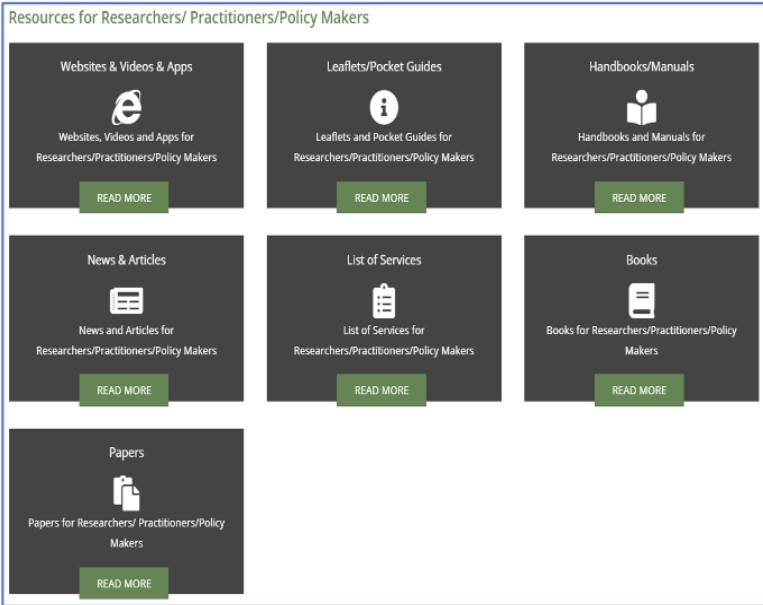 Resources for Researchers/ Practitioners/Policy Makers
Websites & Videos & Apps
Websites, Videos and Apps for
Researchers/Practitioners/Policy Makers
READ MORE
Leaflets/Pocket Guides
Leaflets and Pocket Guides for
Researchers/Practitioners/Policy Makers
READ MORE
Handbooks/Manuals
Handbooks and Manuals for
Researchers/Practitioners/Policy Makers
READ MORE
News & Articles
News and Articles for
Researchers/Practitioners/Policy Makers
READ MORE
List of Services
List of Services for
Researchers/Practitioners/Policy Makers
READ MORE
Books
Books for Researchers/Practitioners/Policy
Makers
READ MORE
Papers
Papers for Researchers/ Practitioners/Policy
Makers
READ MORE